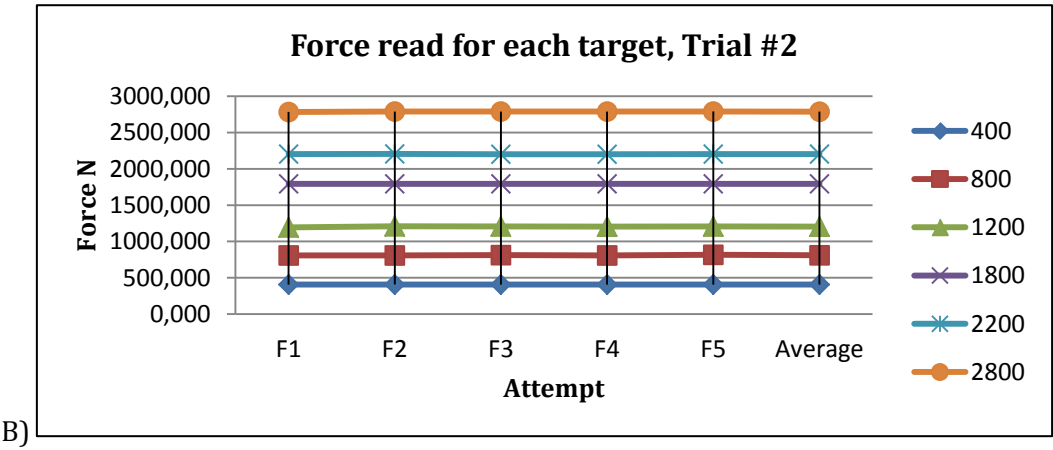 Force read for each target, Trial #2
3000,000
2500,000
2000,000
1500,000
1000,000
500,000
0,000
Force N
F1 F2 F3 F4 F5 Average
Attempt
400
800
1200
1800
2200
2800
B)